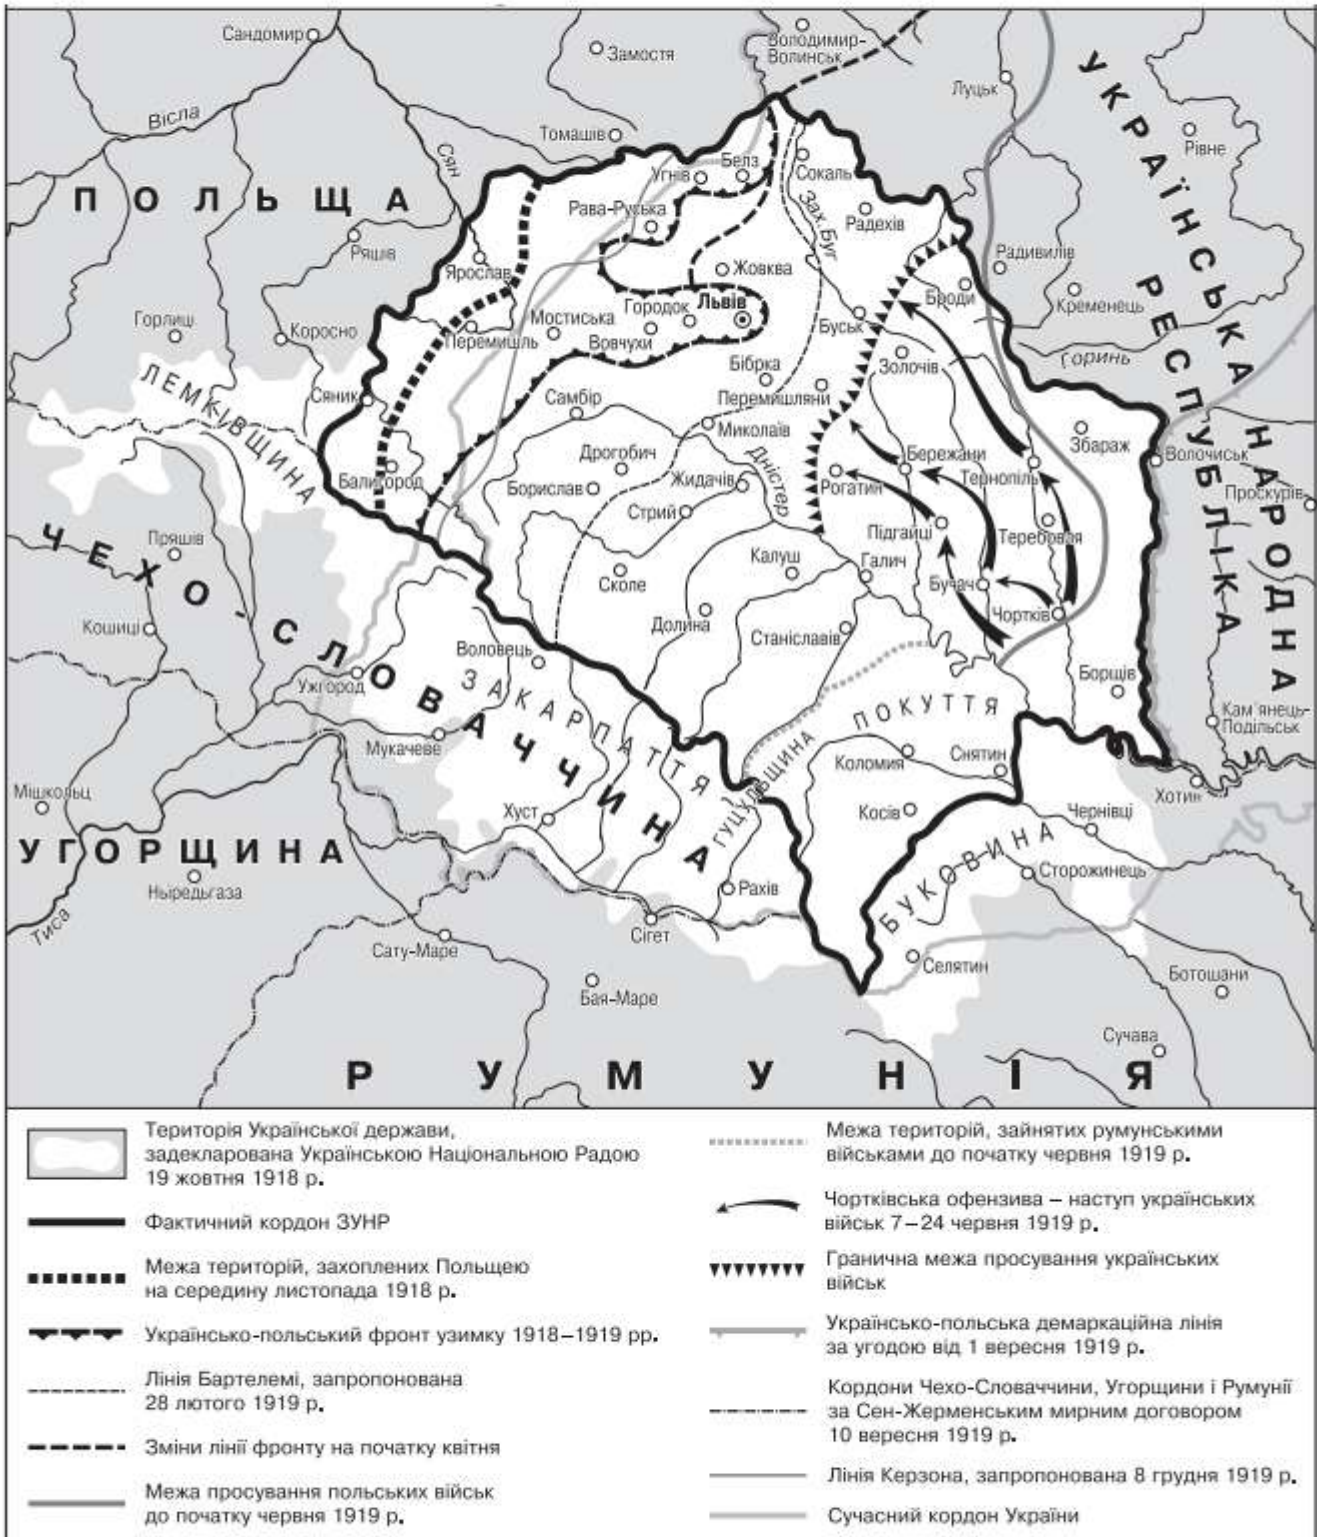 Сандомир
Замостя
Володимир-
Волинськ
Луцьк
Вісла
Томашів
Сян
Рівне
УКРАЇНСЬКА
НАРОДНА
РЕСПУБЛІКА
ПОЛЬЩА
Белз
Угнів
Сокаль
Рава-Руська
Зах. Буг
Радехів
Ряшів
Ярослав
Жовква
Радивилів
Броди
Кременець
Горлиці
Коросно
Перемишль
Мостиська
Городок
Львів
Вовчухи
Буськ
Горинь
Золочів
ЛЕМКІВЩИНА
Сяник
Бібрка
Перемишляни
Самбір
Миколаїв
Збараж
Волочиськ
Дрогобич
Дністер
Бережани
Тернопіль
Балигород
Борислав
Жидачів
Рогатин
Проскурів
Стрий
Підгайці
Теребовля
ЧЕХО-СЛОВАЧЧИНА
Пряшів
Сколе
Калуш
Галич
Бучач
Чортків
Кошиці
Долина
Станіславів
Воловець
Ужгород
ЗАКАРПАТТЯ
Борщів
ПОКУТТЯ
Кам'янець-
Подільськ
Мукачеве
ГУЦУЛЬЩИНА
Коломия
Снятин
Хотин
Мішкольц
Хуст
Косів
Чернівці
УГОРЩИНА
БУКОВИНА
Сторожинець
Ньіредьгаза
Рахів
Тиса
Сігет
Сату-Маре
Селятин
Ботошани
Бая-Маре
Сучава
РУМУНІЯ
Територія Української держави,
задекларована Українською Національною Радою
19 жовтня 1918 р.
Фактичний кордон ЗУНР
Межа територій, захоплених Польщею
на середину листопада 1918 р.
Українсько-польський фронт узимку 1918–1919 рр.
Лінія Бартелемі, запропонована
28 лютого 1919 р.
Зміни лінії фронту на початку квітня
Межа просування польських військ
до початку червня 1919 р.
Межа територій, зайнятих румунськими
військами до початку червня 1919 р.
Чортківська офензива – наступ українських
військ 7–24 червня 1919 р.
Гранична межа просування українських
військ
Українсько-польська демаркаційна лінія
за угодою від 1 вересня 1919 р.
Кордони Чехо-Словаччини, Угорщини і Румунії
за Сен-Жерменським мирним договором
10 вересня 1919 р.
Лінія Керзона, запропонована 8 грудня 1919 р.
Сучасний кордон України